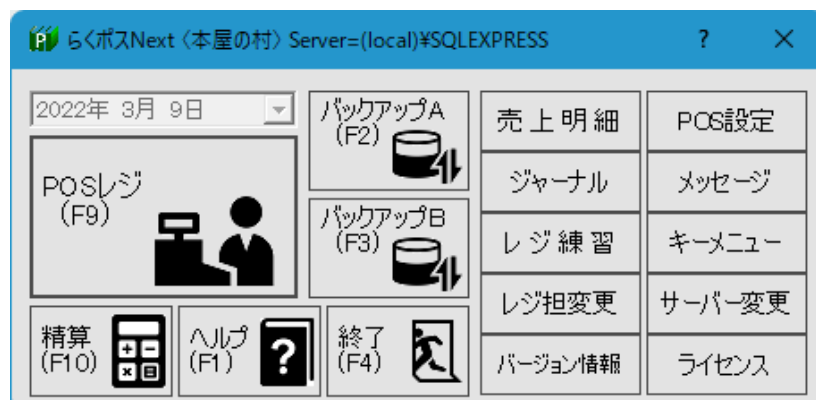 らくポスNext〈本屋の村〉Server=(local)¥SQLEXPRESS
?
×
2022年 3月 9日
POSレジ
(F9)
バックアップA
(F2)
バックアップB
(F3)
精算
(F10)
ヘルプ
(F1)
?
終了
(F4)
売上明細
POS設定
ジャーナル
メッセージ
レジ練習
キーメニュー
レジ担変更
サーバー変更
バージョン情報
ライセンス